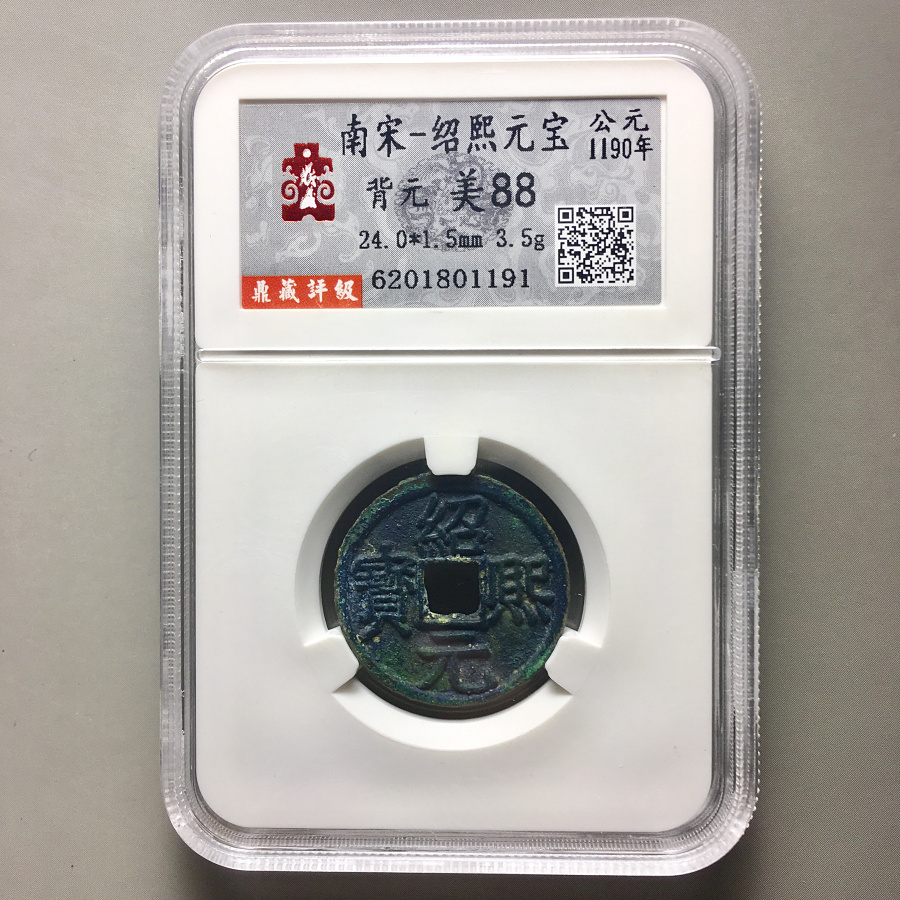 南宋-绍熙元宝 公元
1190年
背元 美88
24.0*1.5mm 3.5g
鼎藏評級 6201801191
紹熙元寶